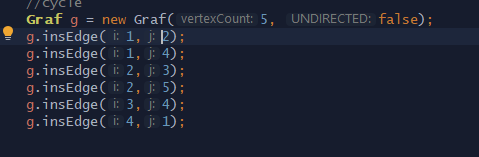 //cycle
Graf g = new Graf( vertexCount: 5, UNDIRECTED: false);
g.insEdge( i: 1, j: 2);
g.insEdge( i: 1, j: 4);
g.insEdge( i: 2, j: 3);
g.insEdge( i: 2, j: 5);
g.insEdge( i: 3, j: 4);
g.insEdge( i: 4, j: 1);